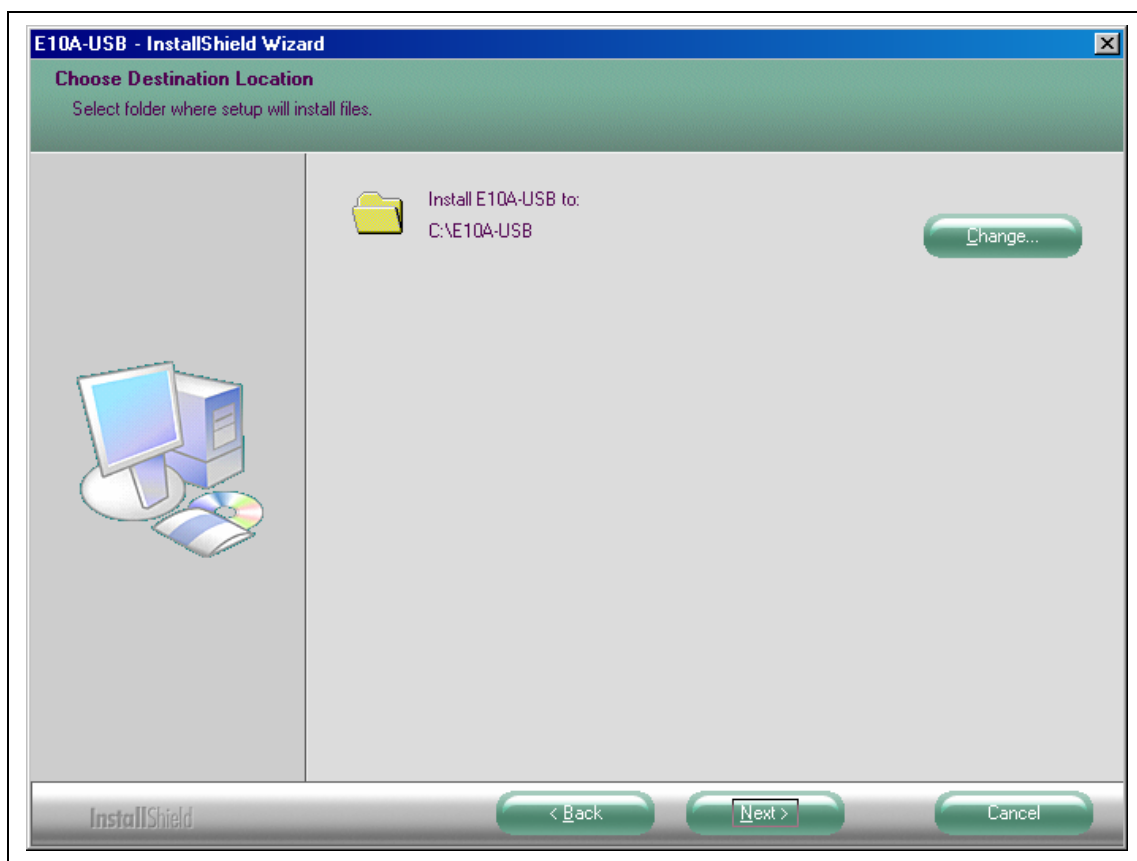 E10A-USB - InstallShield Wizard
Choose Destination Location
Select folder where setup will install files.
Install E10A-USB to:
C:\E10A-USB
Change...
InstallShield
< Back
Next >
Cancel